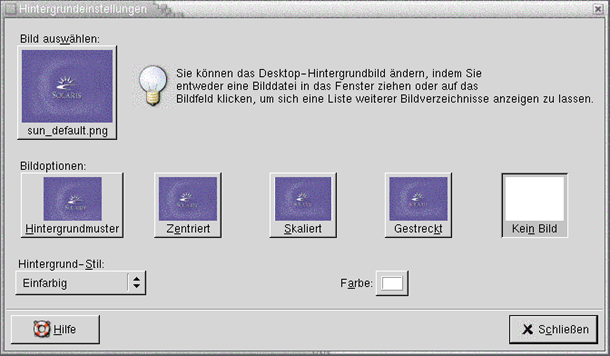 Hintergrundeinstellungen
Bild auswählen:
SOLARIS
sun_default.png
Sie können das Desktop-Hintergrundbild ändern, indem Sie
entweder eine Bilddatei in das Fenster ziehen oder auf das
Bildfeld klicken, um sich eine Liste weiterer Bildverzeichnisse anzeigen zu lassen.
Bildoptionen:
Hintergrundmuster
Zentriert
Skaliert
Gestreckt
Kein Bild
Hintergrund-Stil:
Einfarbig
Farbe:
Hilfe
Schließen